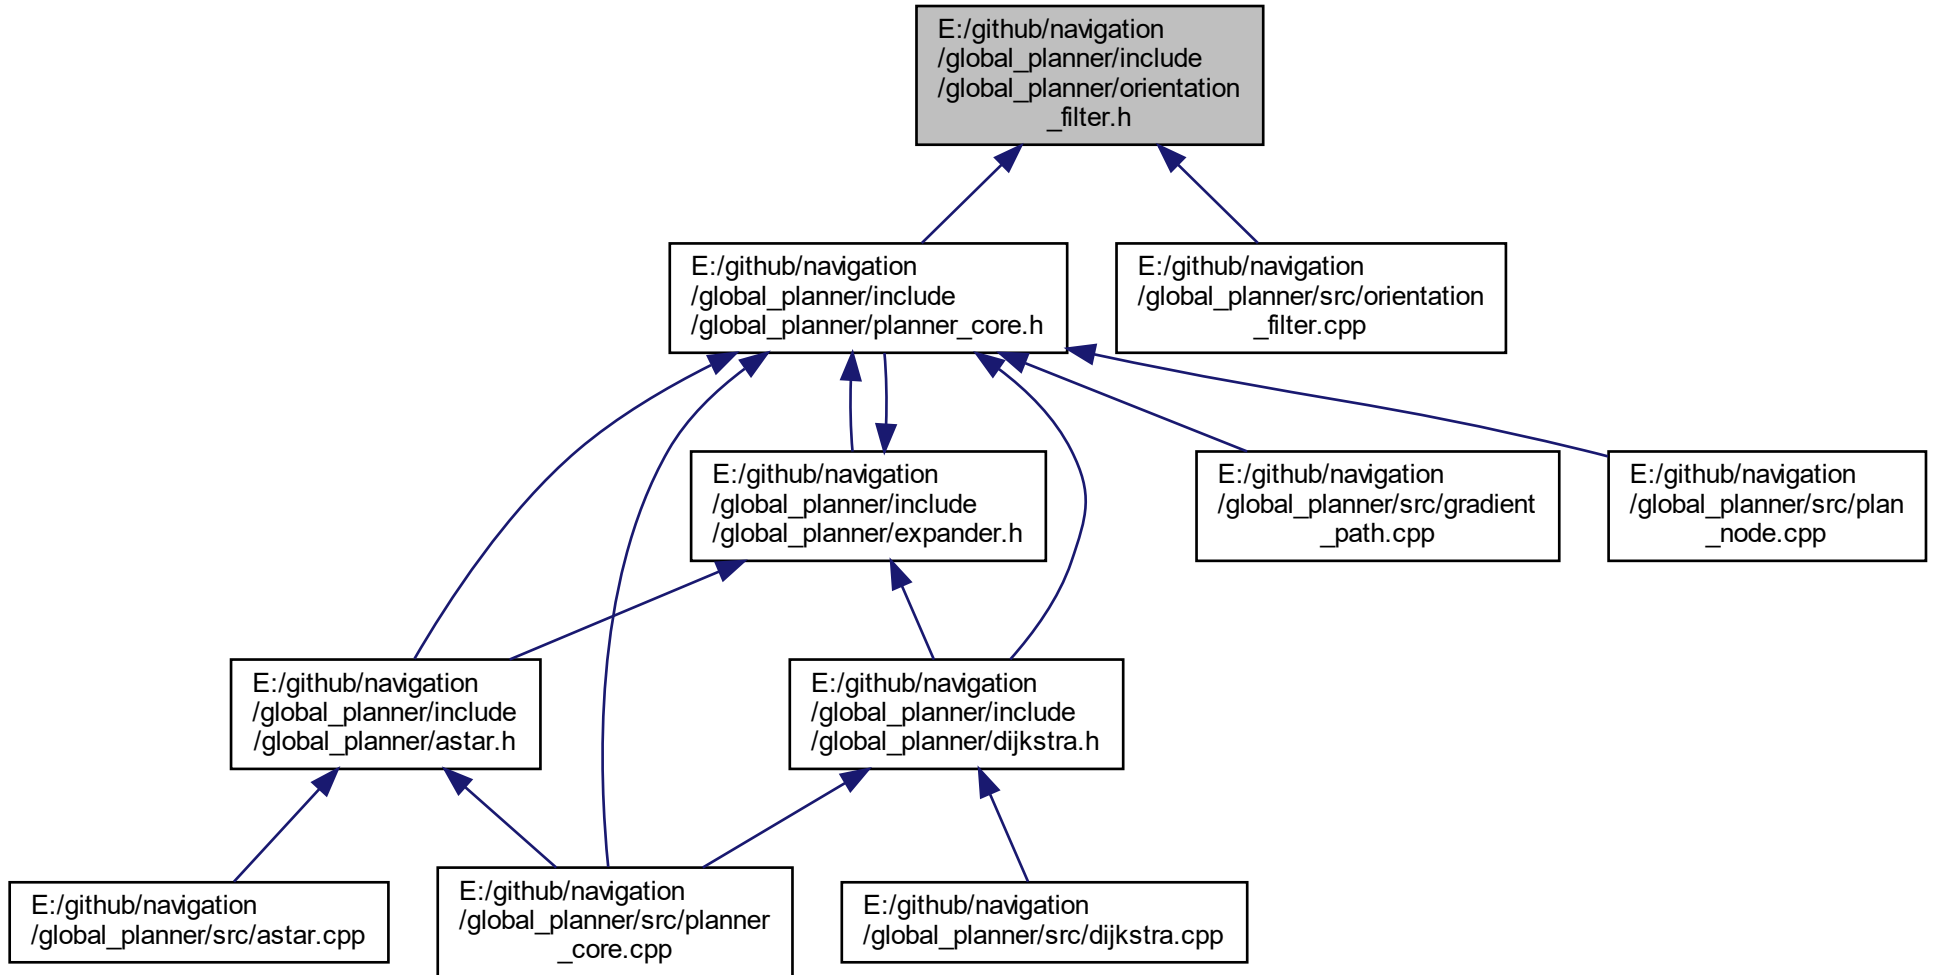 E:/github/navigation
/global_planner/include
/global_planner/orientation
_filter.h
E:/github/navigation
/global_planner/include
/global_planner/planner_core.h
E:/github/navigation
/global_planner/src/orientation
_filter.cpp
E:/github/navigation
/global_planner/include
/global_planner/expander.h
E:/github/navigation
/global_planner/src/gradient
_path.cpp
E:/github/navigation
/global_planner/src/plan
_node.cpp
E:/github/navigation
/global_planner/include
/global_planner/astar.h
E:/github/navigation
/global_planner/include
/global_planner/dijkstra.h
E:/github/navigation
/global_planner/src/astar.cpp
E:/github/navigation
/global_planner/src/planner
_core.cpp
E:/github/navigation
/global_planner/src/dijkstra.cpp